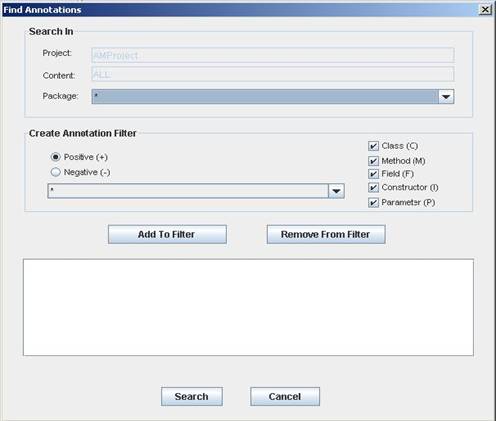 Find Annotations
Search In
Project: AMProject
Content: ALL
Package: *
Create Annotation Filter
Positive (+)
Negative (-)
*
Class (C)
Method (M)
Field (F)
Constructor (I)
Parameter (P)
Add To Filter Remove From Filter
Search Cancel